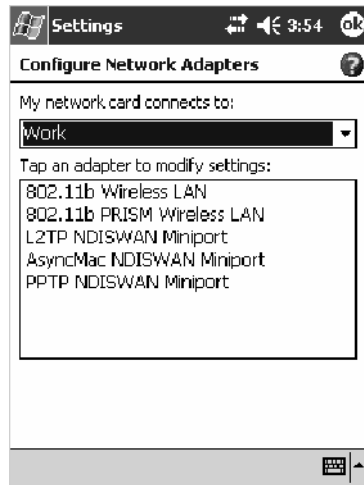 Settings 3:54 ok
Configure Network Adapters ?
My network card connects to:
Work
Tap an adapter to modify settings:
802.11b Wireless LAN
802.11b PRISM Wireless LAN
L2TP NDISWAN Miniport
AsyncMac NDISWAN Miniport
PPTP NDISWAN Miniport